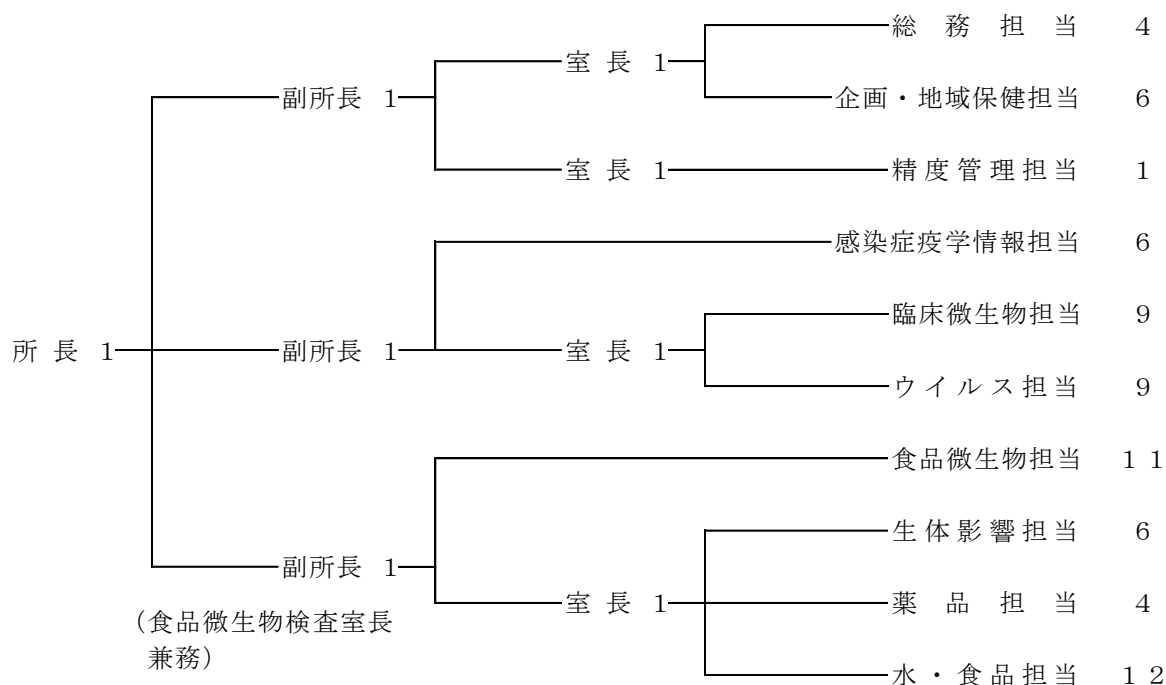 総務担当 4
室長 1
副所長 1
企画・地域保健担当 6
室長 1
精度管理担当 1
感染症疫学情報担当 6
臨床微生物担当 9
所長 1
副所長 1
室長 1
ウイルス担当 9
食品微生物担当 11
生体影響担当 6
副所長 1
室長 1
薬品担当 4
(食品微生物検査室長
兼務)
水・食品担当 12